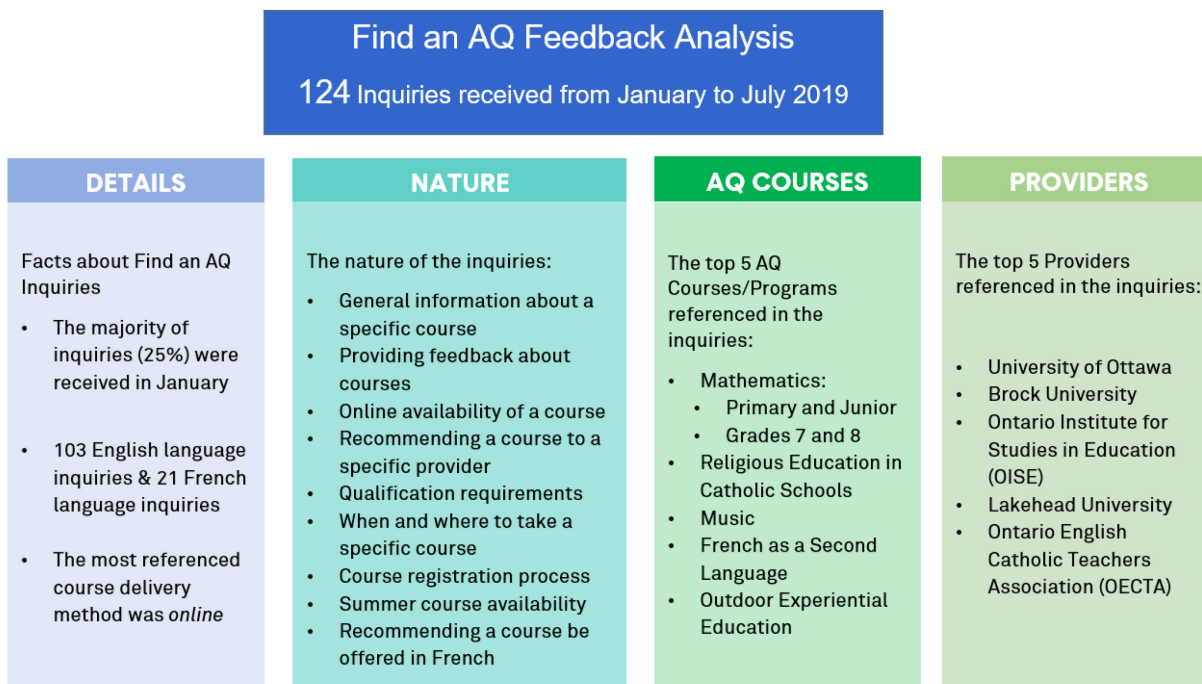 Find an AQ Feedback Analysis
124 Inquiries received from January to July 2019
DETAILS
Facts about Find an AQ
Inquiries
• The majority of
inquiries (25%) were
received in January
• 103 English language
inquiries & 21 French
language inquiries
• The most referenced
course delivery
method was online
NATURE
The nature of the inquiries:
• General information about a
specific course
• Providing feedback about
courses
• Online availability of a course
• Recommending a course to a
specific provider
• Qualification requirements
• When and where to take a
specific course
• Course registration process
• Summer course availability
• Recommending a course be
offered in French
AQ COURSES
The top 5 AQ
Courses/Programs
referenced in the
inquiries:
• Mathematics:
• Primary and Junior
• Grades 7 and 8
• Religious Education in
Catholic Schools
• Music
• French as a Second
Language
• Outdoor Experiential
Education
PROVIDERS
The top 5 Providers
referenced in the inquiries:
• University of Ottawa
• Brock University
• Ontario Institute for
Studies in Education
(OISE)
• Lakehead University
• Ontario English
Catholic Teachers
Association (OECTA)